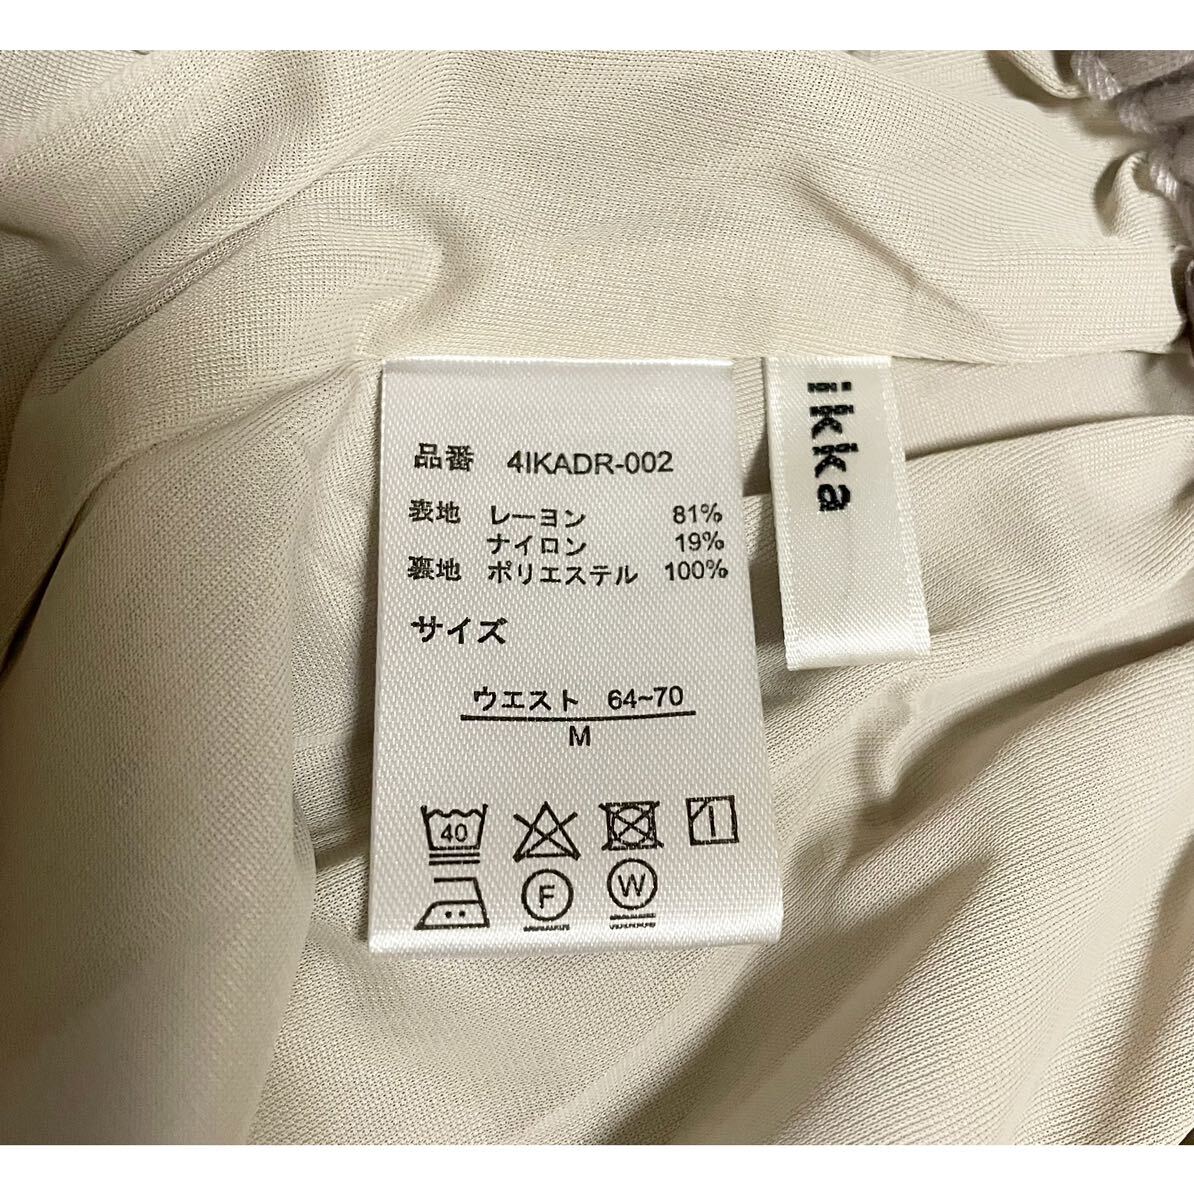 品番 4IKADR-002
表地 レーヨン 81%
ナイロン 19%
裏地 ポリエステル 100%
サイズ
ウエスト 64~70
M
40
F
W
ikka